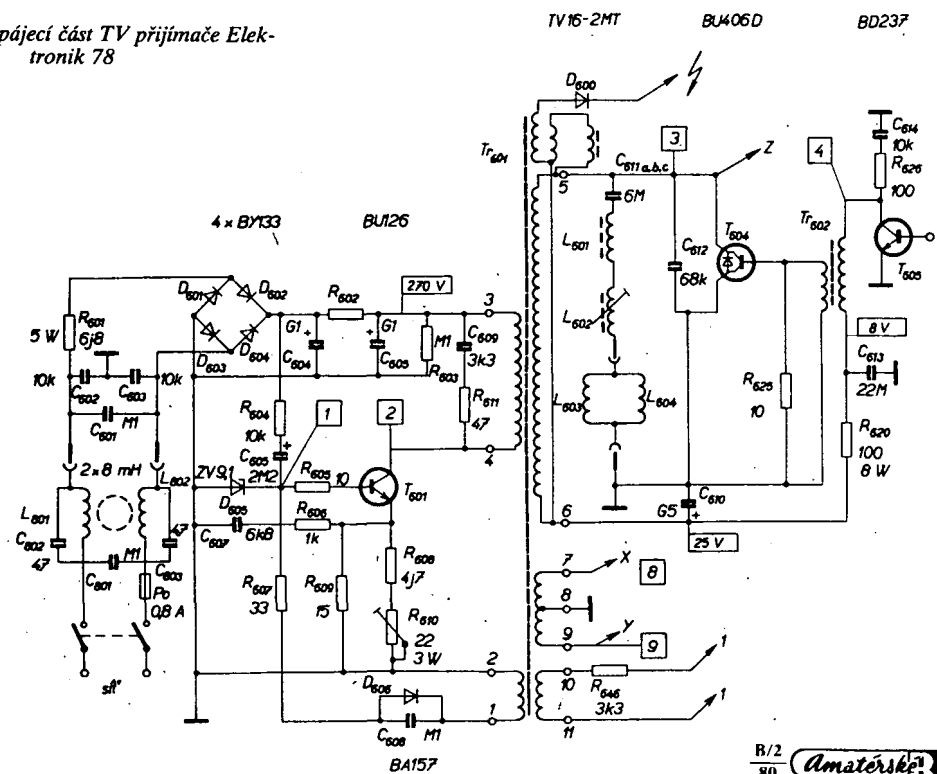 pájecí část TV přijímače Elek-
tronik 78
TV16-2MT
BU406D
BD237
D600
Tr601
3
Z
4
C614
10k
R626
100
5
C611 a,b,c
6M
T604
Tr602
T605
4 x BY133
BU126
L601
C612
68k
D601
D602
R602
270 V
3
L602
8 V
R601
6j8
5 W
G1
G1
C609
3k3
C613
22M
D603
D604
C604
C605
M1
R603
10k
10k
C602
C603
R611
47
L603
L604
R625
10
C601
M1
R604
10k
1
2
4
R620
100
8 W
2x8 mH
L802
ZV9,1
C605
2M2
R605
10
T601
C610
G5
L801
D605
R606
1k
6
25 V
C802
47
47
C607
6k8
M1
C801
C803
R608
4j7
7
X
8
Po
0,8 A
R607
33
R609
15
8
R610
22
3 W
9
Y
9
síť
2
10
1
D606
R646
3k3
1
C608
M1
11
1
BA157
B/2
80
Amatérské